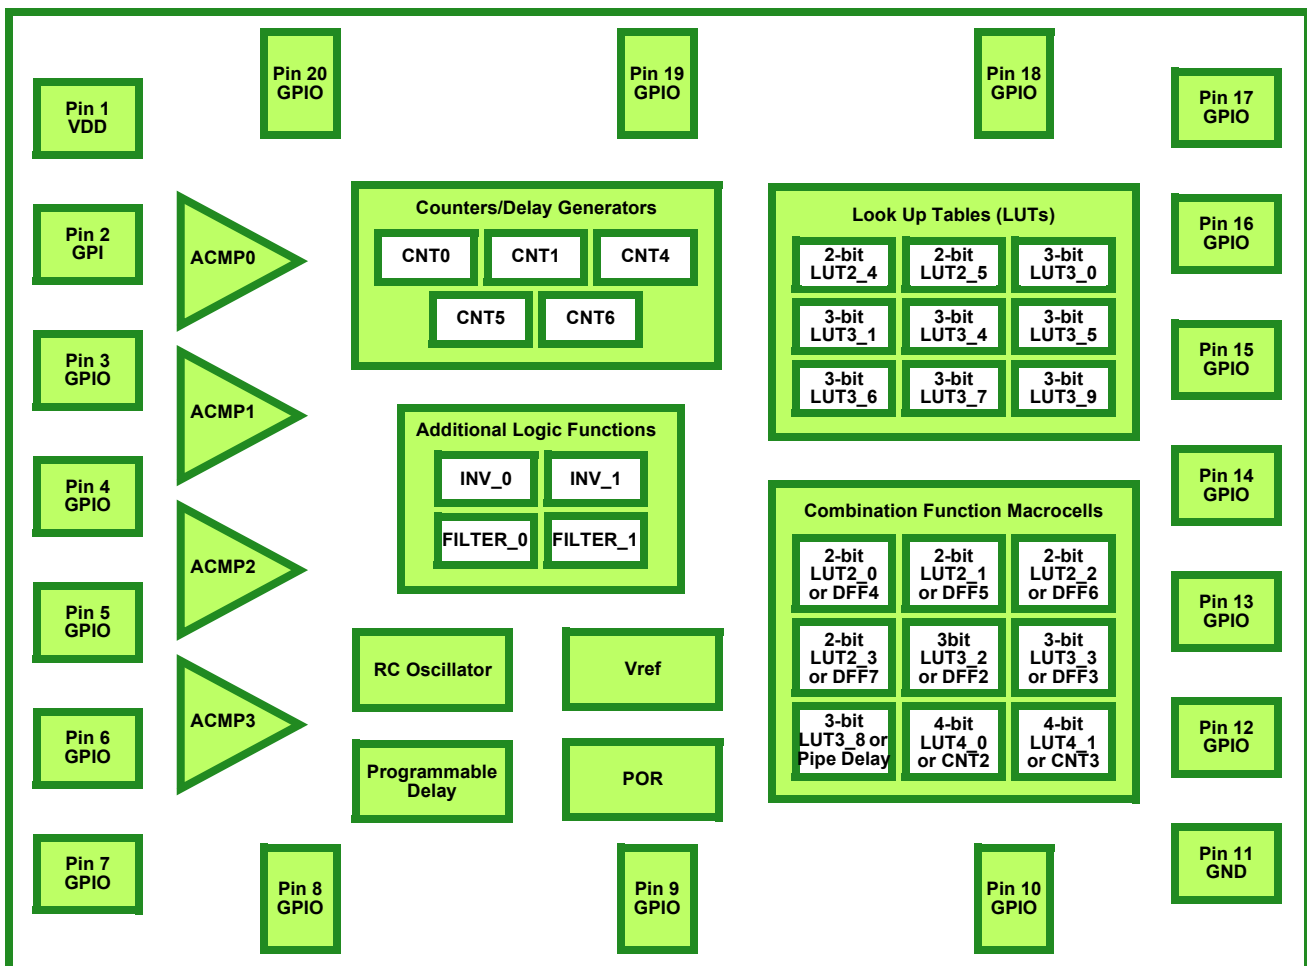 Pin 20
GPIO
Pin 19
GPIO
Pin 18
GPIO
Pin 1
VDD
Pin 17
GPIO
Pin 2
GPI
Pin 16
GPIO
Pin 3
GPIO
Pin 15
GPIO
Pin 4
GPIO
Pin 14
GPIO
Pin 5
GPIO
Pin 13
GPIO
Pin 6
GPIO
Pin 12
GPIO
Pin 7
GPIO
Pin 11
GND
Pin 8
GPIO
Pin 9
GPIO
Pin 10
GPIO
ACMP0
ACMP1
ACMP2
ACMP3
Counters/Delay Generators
CNT0
CNT1
CNT4
CNT5
CNT6
Additional Logic Functions
INV_0
INV_1
FILTER_0
FILTER_1
RC Oscillator
Vref
Programmable
Delay
POR
Look Up Tables (LUTs)
2-bit
LUT2_4
2-bit
LUT2_5
3-bit
LUT3_0
3-bit
LUT3_1
3-bit
LUT3_4
3-bit
LUT3_5
3-bit
LUT3_6
3-bit
LUT3_7
3-bit
LUT3_9
Combination Function Macrocells
2-bit
LUT2_0
or DFF4
2-bit
LUT2_1
or DFF5
2-bit
LUT2_2
or DFF6
2-bit
LUT2_3
or DFF7
3bit
LUT3_2
or DFF2
3-bit
LUT3_3
or DFF3
3-bit
LUT3_8 or
Pipe Delay
4-bit
LUT4_0
or CNT2
4-bit
LUT4_1
or CNT3